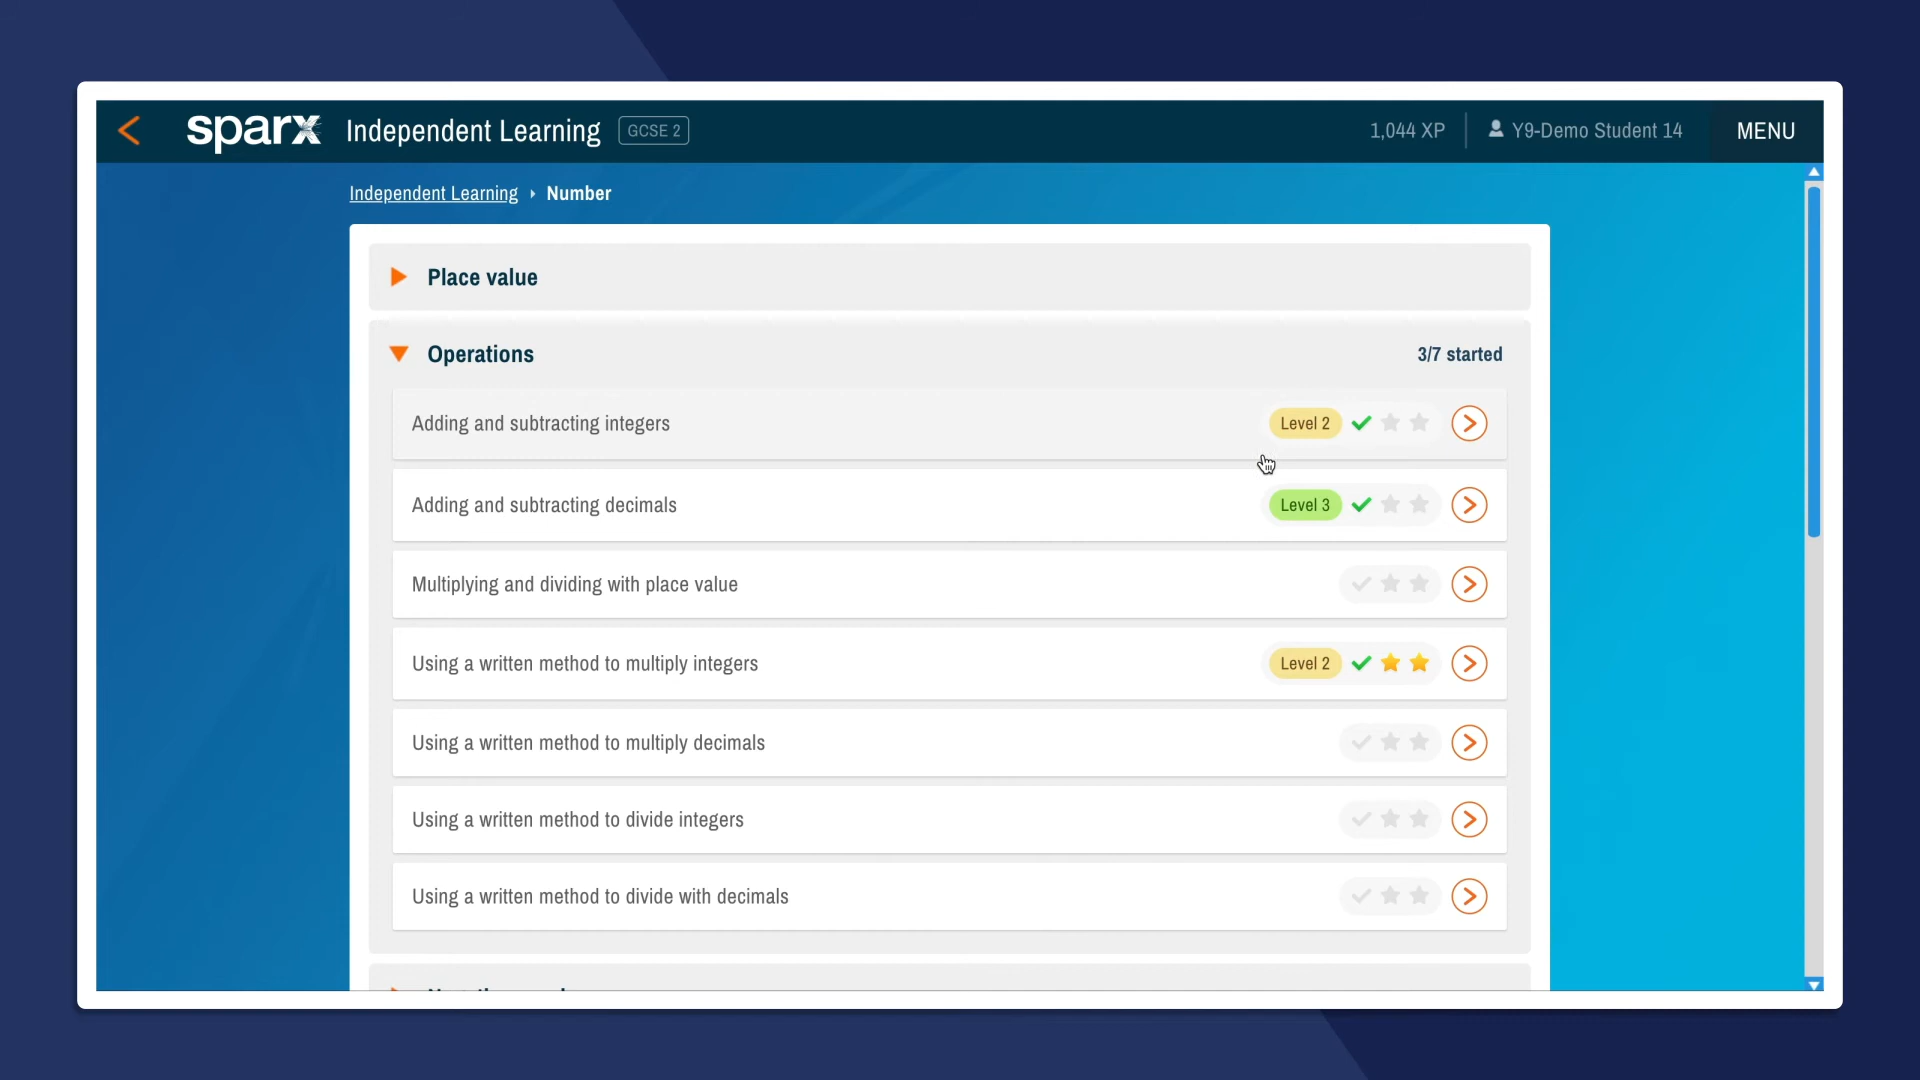 sparx Independent Learning GCSE 2 1,044 XP Y9-Demo Student 14 MENU
Independent Learning Number
Place value
Operations 3/7 started
Adding and subtracting integers Level 2
Adding and subtracting decimals Level 3
Multiplying and dividing with place value
Using a written method to multiply integers Level 2
Using a written method to multiply decimals
Using a written method to divide integers
Using a written method to divide with decimals